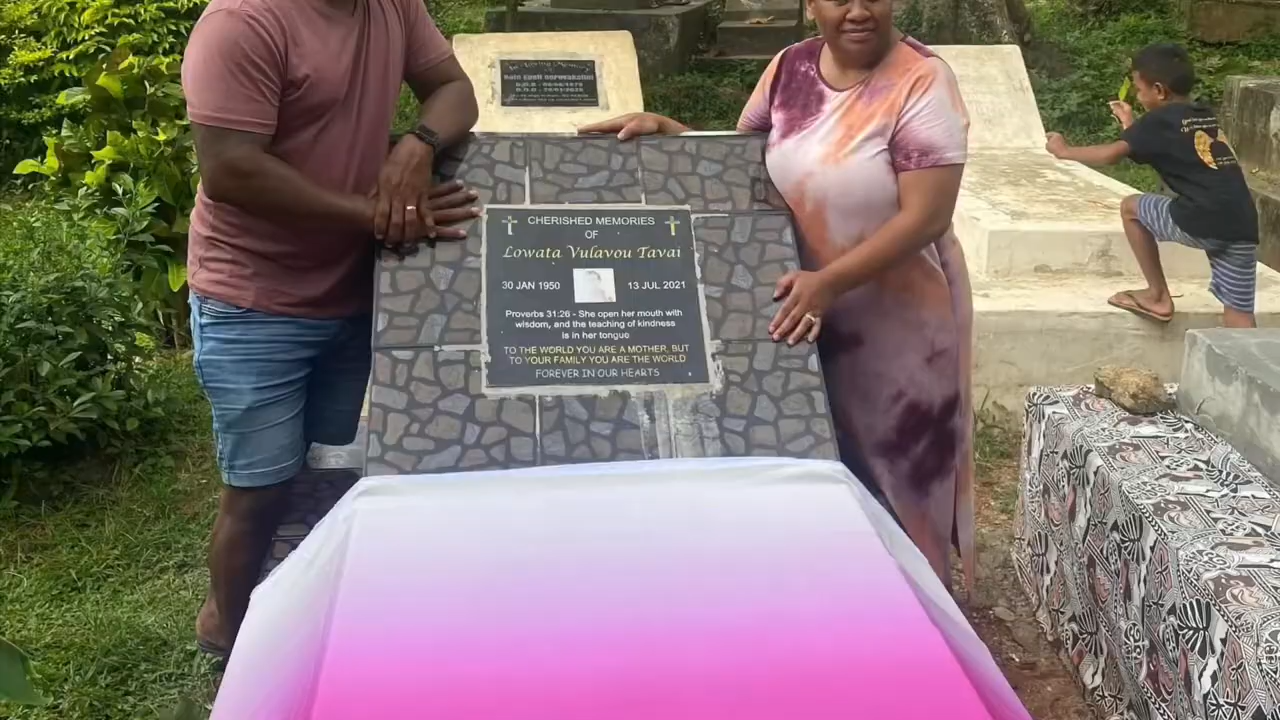 CHERISHED MEMORIES
OF
Lowata Vulavou Tavai
30 JAN 1950 13 JUL 2021
Proverbs 31:26 - She open her mouth with
wisdom, and the teaching of kindness
is in her tongue
TO THE WORLD YOU ARE A MOTHER, BUT
TO YOUR FAMILY YOU ARE THE WORLD
FOREVER IN OUR HEARTS